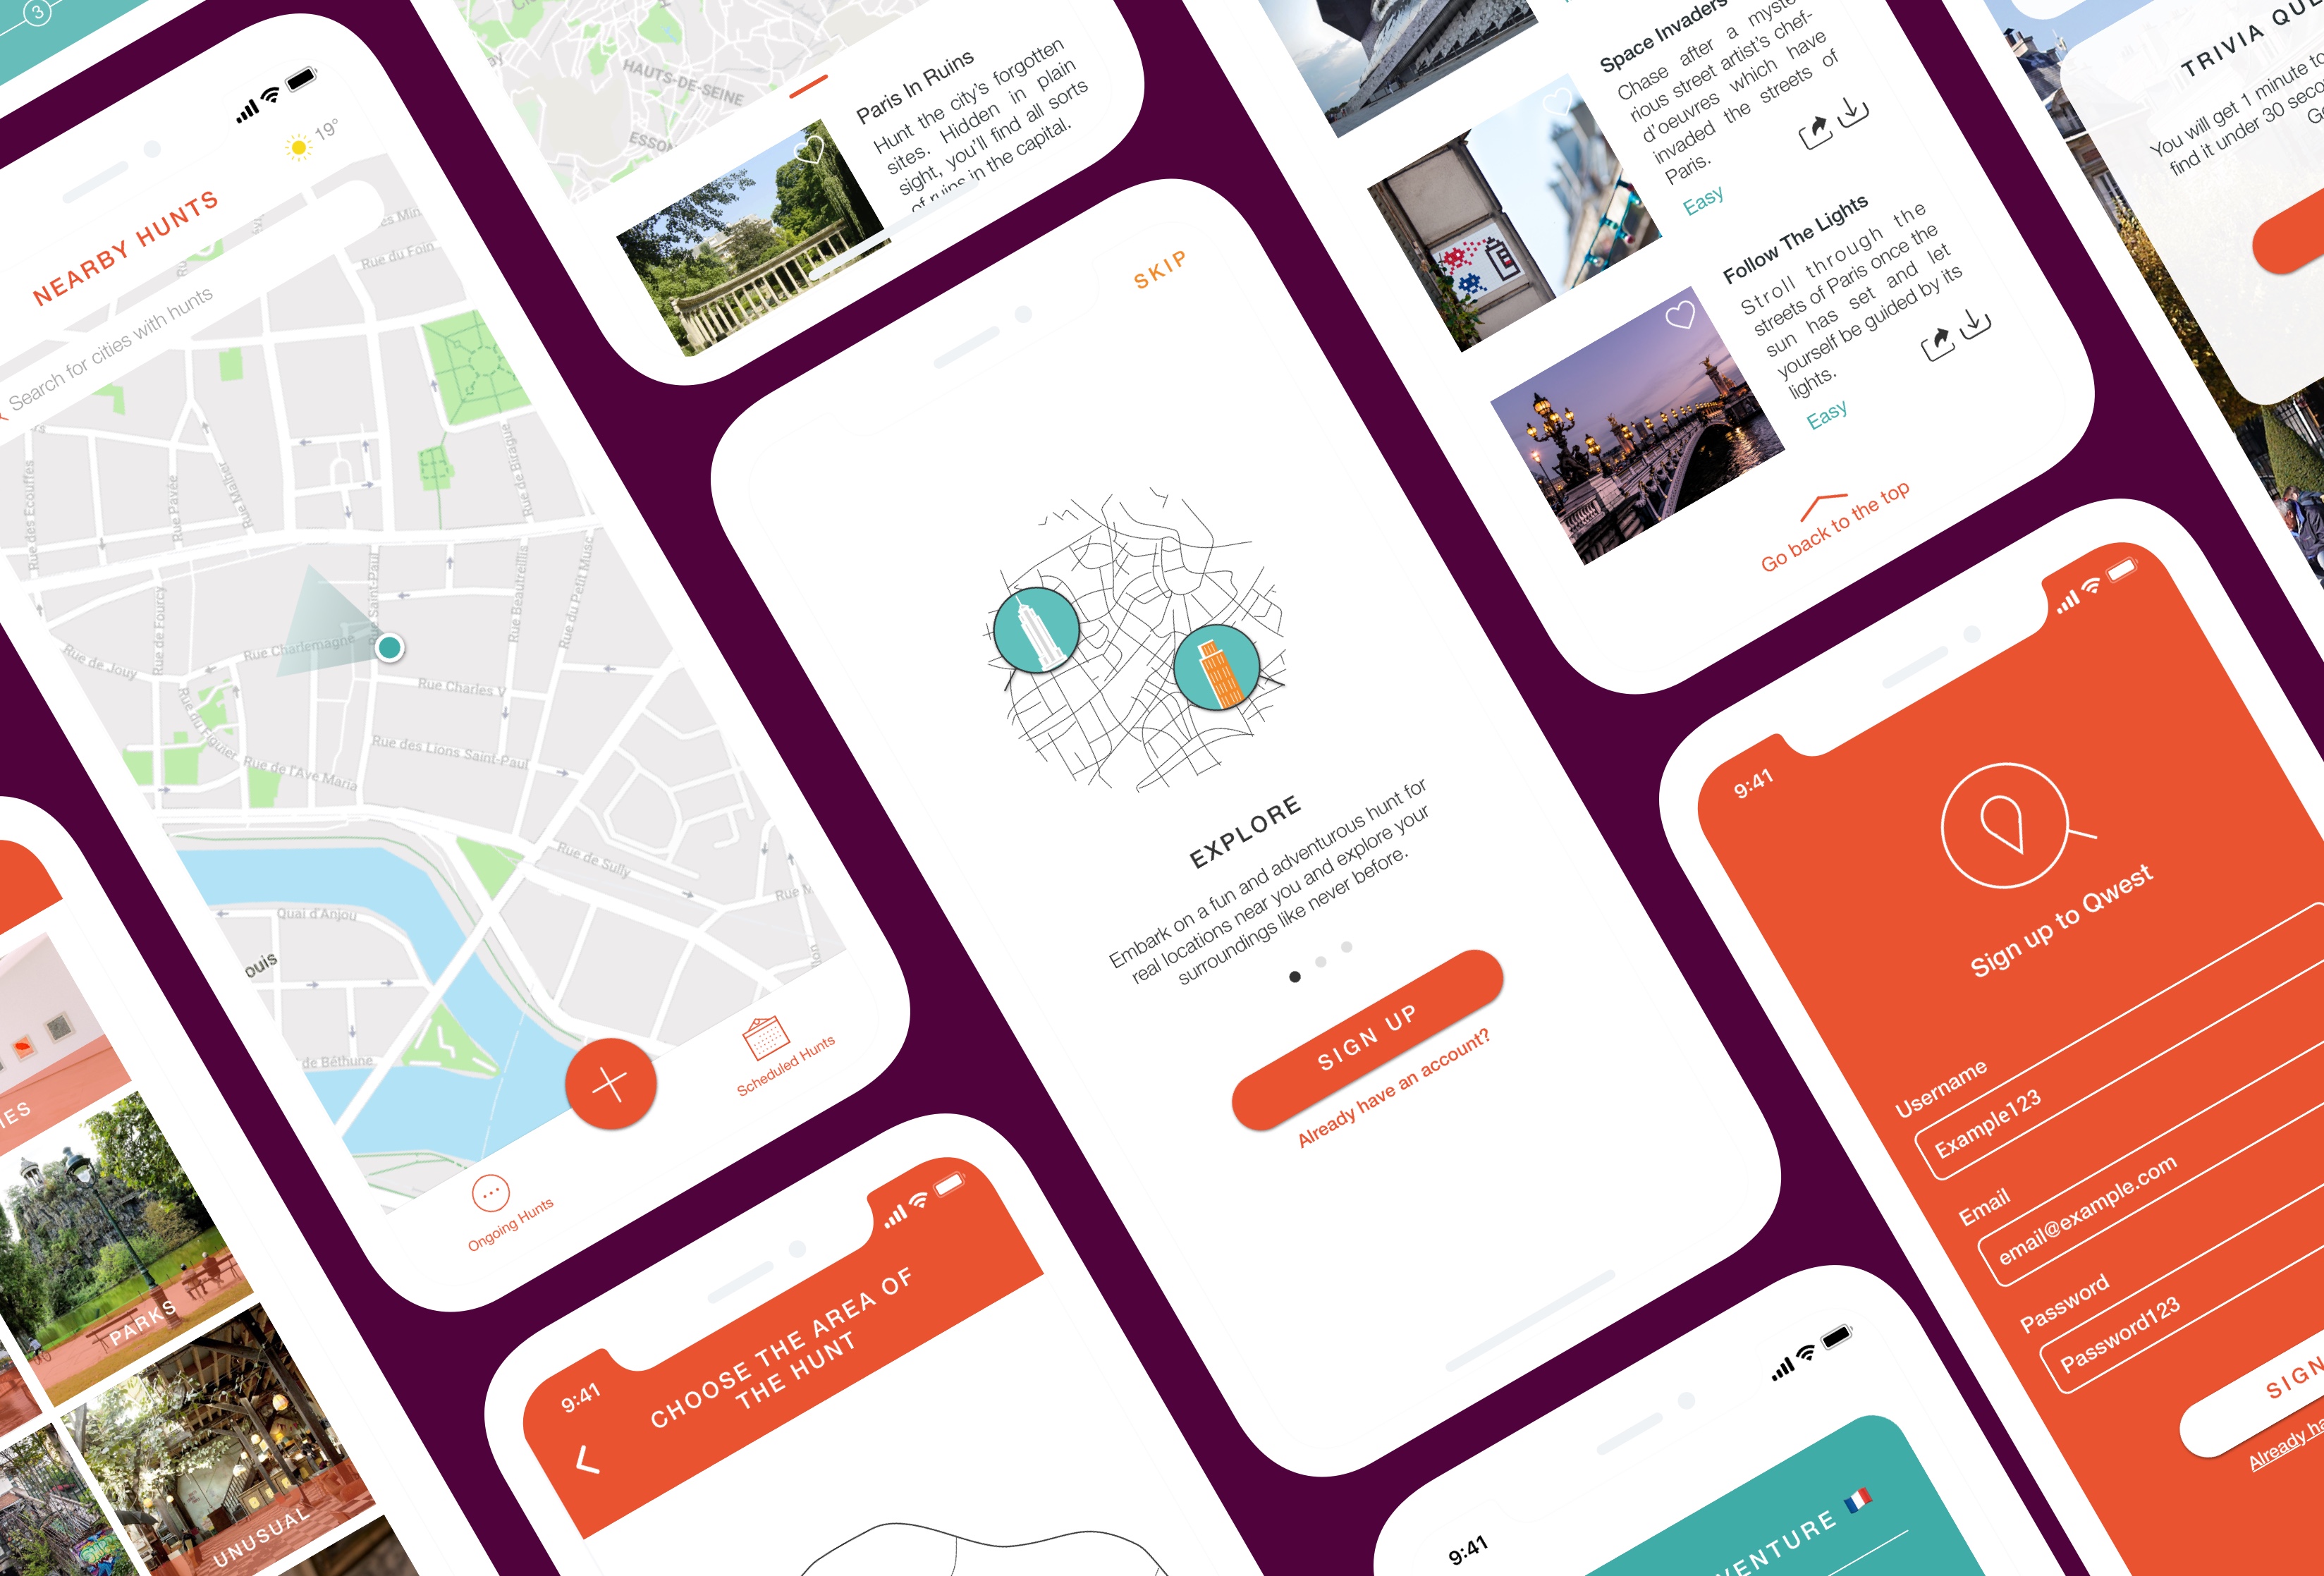 3
19°
NEARBY HUNTS
Search for cities with hunts
Rue du Foin
Rue des Ecouffes
Rue Pavée
Rue Malher
Rue de Birague
Rue de Fourcy
Rue Saint-Paul
Rue Beautreillis
Rue du Petit Musc
Rue Charlemagne
Rue de Jouy
Rue du Figuier
Rue Charles V
Rue des Lions Saint-Paul
Rue de l'Ave Maria
Rue de Sully
Quai d'Anjou
ouis
de Béthune
Ongoing Hunts
Scheduled Hunts
PARKS
UNUSUAL
HAUTS-DE-SEINE
Paris In Ruins
Hunt the city's forgotten
sites. Hidden in plain
sight, you'll find all sorts
of ruins in the capital.
SKIP
EXPLORE
Embark on a fun and adventurous hunt for
real locations near you and explore your
surroundings like never before.
SIGN UP
Already have an account?
9:41
CHOOSE THE AREA OF
THE HUNT
Space Invaders
Chase after a myste-
rious street artist's chef-
d'oeuvres which have
invaded the streets of
Paris.
Easy
Follow The Lights
Stroll through the
streets of Paris once the
sun has set and let
yourself be guided by its
lights.
Easy
Go back to the top
TRIVIA QUE
You will get 1 minute to
find it under 30 seco
9:41
Sign up to Qwest
Username
Example123
Email
email@example.com
Password
Password123
SIGN
Already ha
9:41
VENTURE